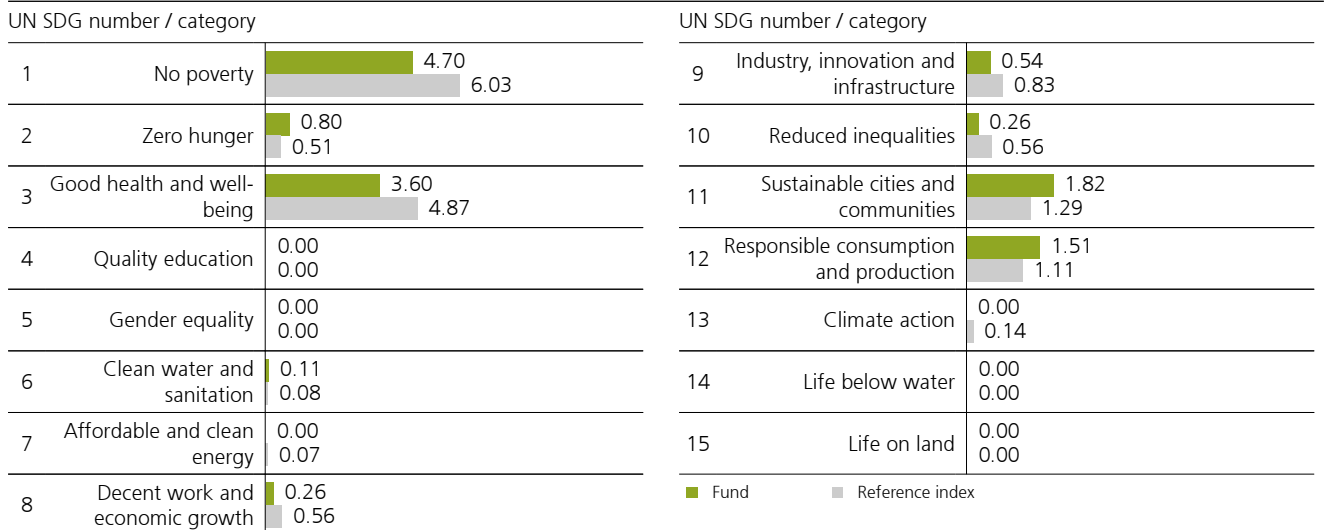 UN SDG number / category
1 No poverty 4.70
6.03
2 Zero hunger 0.80
0.51
3 Good health and well-
being 3.60
4.87
4 Quality education 0.00
0.00
5 Gender equality 0.00
0.00
6 Clean water and
sanitation 0.11
0.08
7 Affordable and clean
energy 0.00
0.07
8 Decent work and
economic growth 0.26
0.56
UN SDG number / category
9 Industry, innovation and
infrastructure 0.54
0.83
10 Reduced inequalities 0.26
0.56
11 Sustainable cities and
communities 1.82
1.29
12 Responsible consumption
and production 1.51
1.11
13 Climate action 0.00
0.14
14 Life below water 0.00
0.00
15 Life on land 0.00
0.00
Fund Reference index